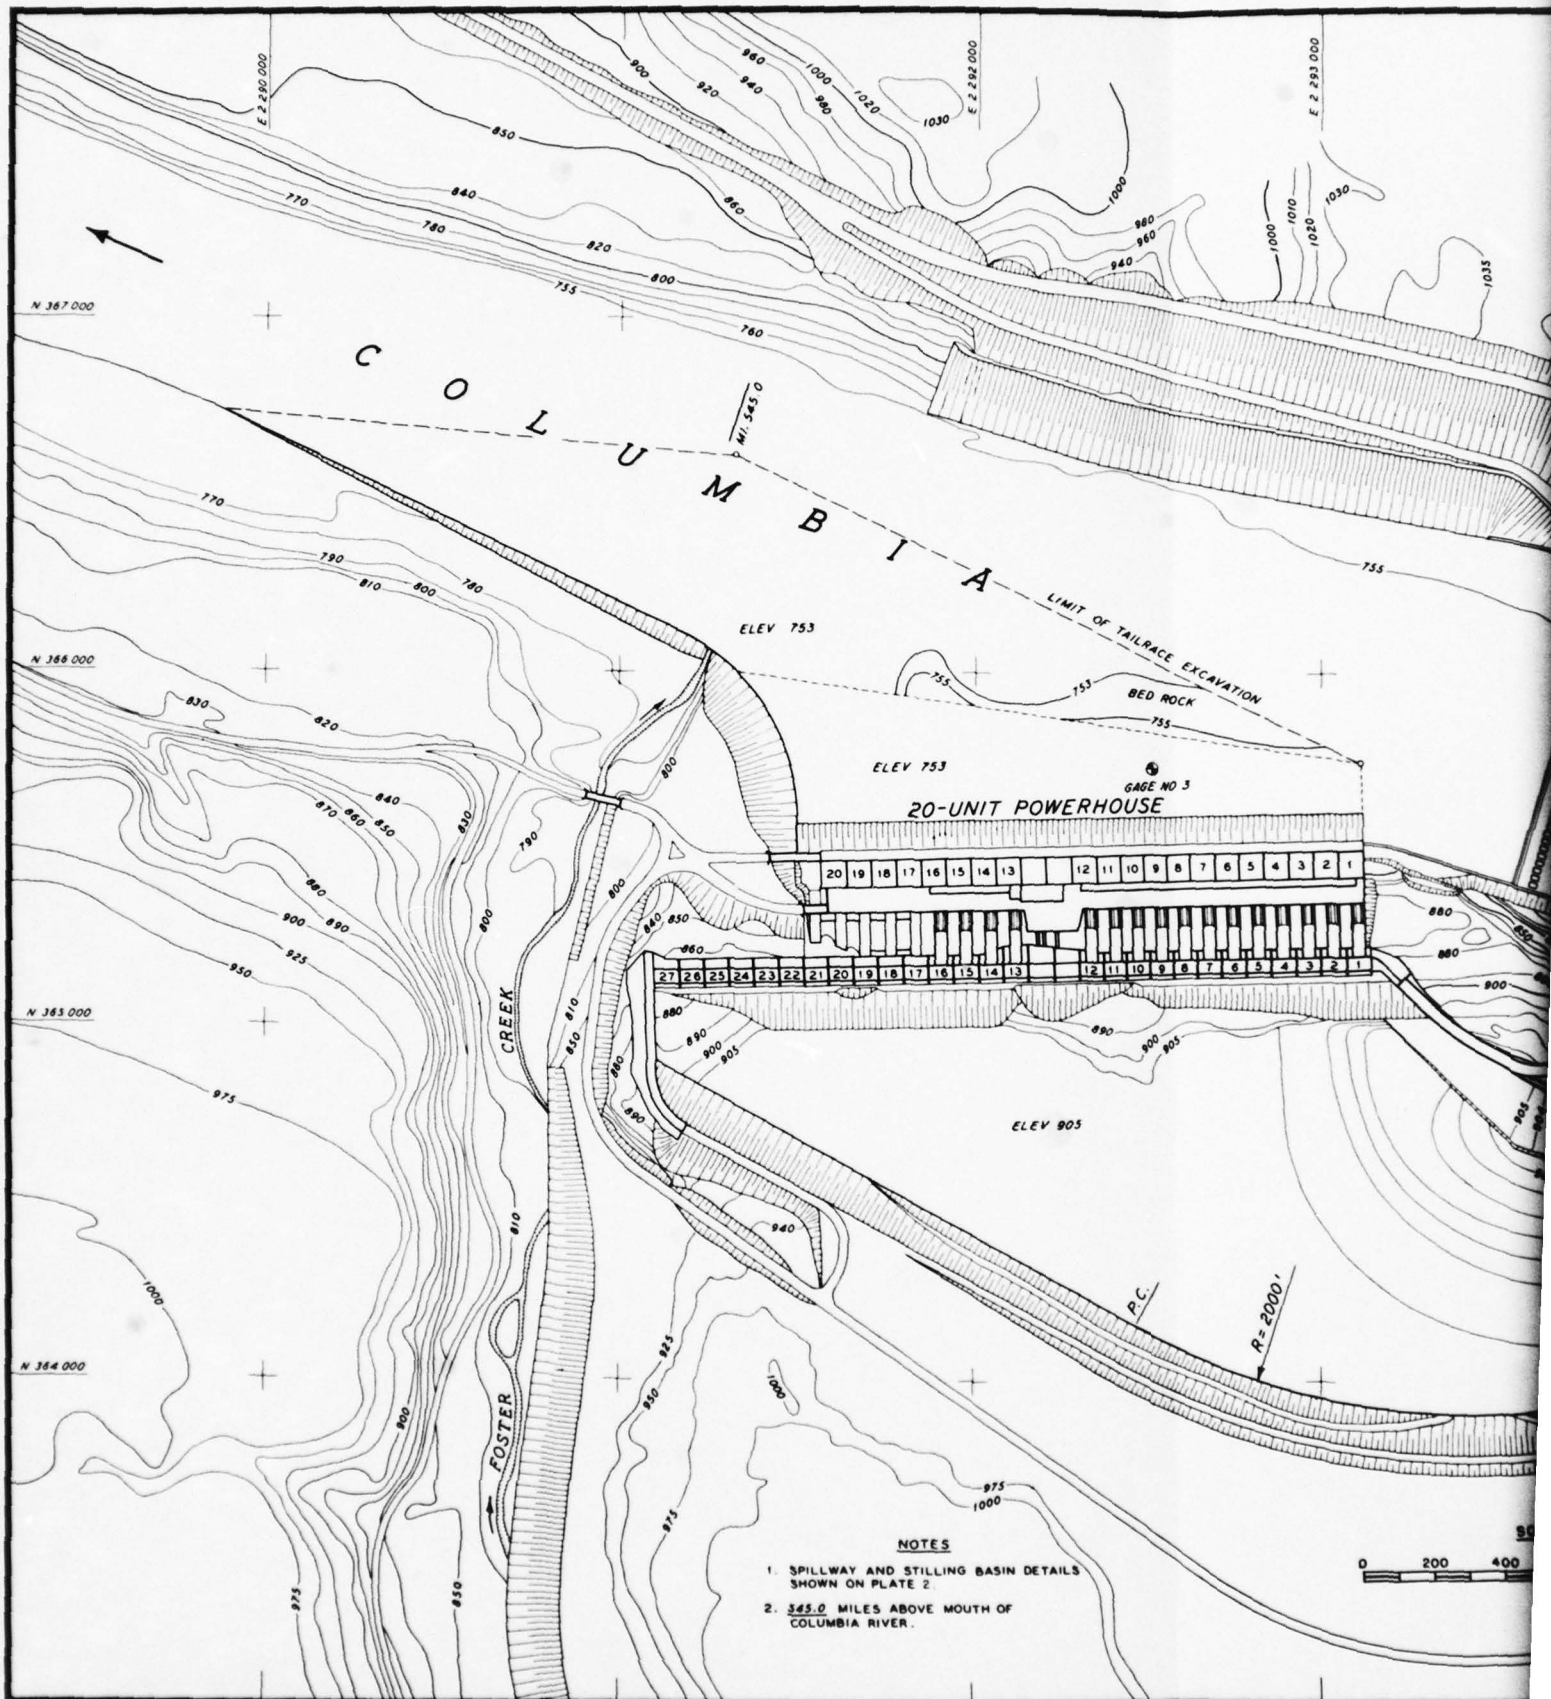 E 2 290 000
E 2 292 000
E 2 293 000
900
920
960
940
1000
980
1020
1030
850
840
860
770
780
820
800
755
760
1000
980
960
940
1000
1010
1020
1030
1035
N 367 000
COLUMBIA
MI. 545.0
770
790
810
800
780
755
LIMIT OF TAILRACE EXCAVATION
ELEV 753
N 366 000
830
820
755
753
BED ROCK
755
800
ELEV 753
GAGE NO 3
20-UNIT POWERHOUSE
840
870
860
850
830
790
880
900
890
925
950
800
800
840
850
860
20 19 18 17 16 15 14 13 12 11 10 9 8 7 6 5 4 3 2 1
27 26 25 24 23 22 21 20 19 18 17 16 15 14 13 12 11 10 9 8 7 6 5 4 3 2 1
880
850
880
900
N 365 000
CREEK
810
850
880
890
900
905
890
900
905
975
880
890
ELEV 905
905
810
940
1000
P.C.
R = 2000'
N 364 000
925
950
1000
900
FOSTER
975
1000
975
975
850
NOTES
1. SPILLWAY AND STILLING BASIN DETAILS
SHOWN ON PLATE 2.
2. 545.0 MILES ABOVE MOUTH OF
COLUMBIA RIVER.
0 200 400